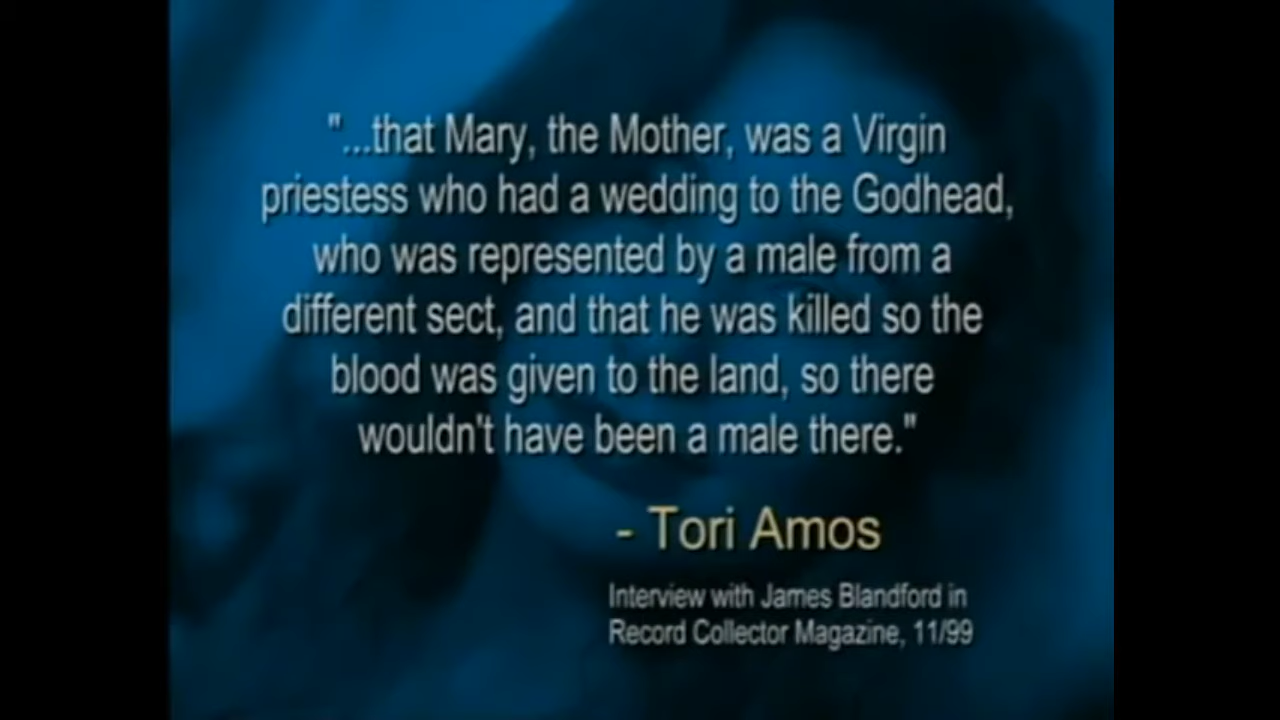 "...that Mary, the Mother, was a Virgin
priestess who had a wedding to the Godhead,
who was represented by a male from a
different sect, and that he was killed so the
blood was given to the land, so there
wouldn't have been a male there."
- Tori Amos
Interview with James Blandford in
Record Collector Magazine, 11/99